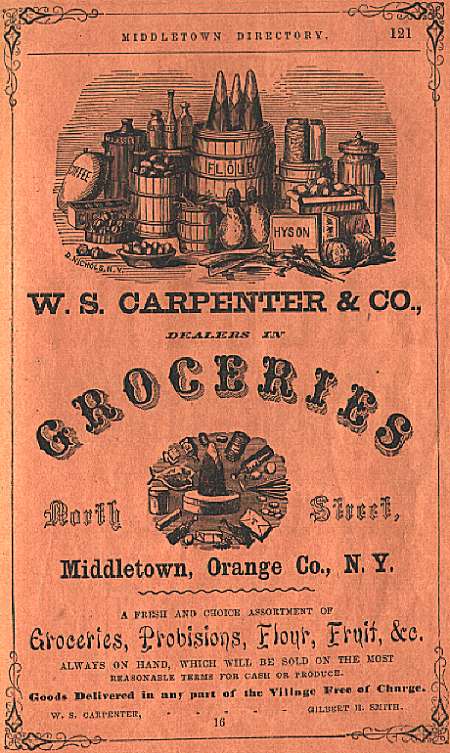 MIDDLETOWN DIRECTORY. 121
COFFEE
FLOUR
HYSON
D. NICHOLS, N.Y.
W. S. CARPENTER & CO.,
DEALERS IN
GROCERIES
North Street,
Middletown, Orange Co., N. Y.
A FRESH AND CHOICE ASSORTMENT OF
Groceries, Provisions, Flour, Fruit, &c.
ALWAYS ON HAND, WHICH WILL BE SOLD ON THE MOST
REASONABLE TERMS FOR CASH OR PRODUCE.
Goods Delivered in any part of the Village Free of Charge.
W. S. CARPENTER, - - - - GILBERT H. SMITH.
16